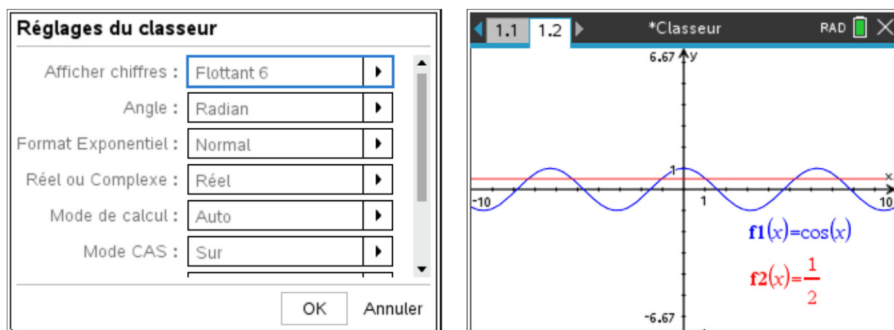 Réglages du classeur
Afficher chiffres : Flottant 6
Angle : Radian
Format Exponentiel : Normal
Réel ou Complexe : Réel
Mode de calcul : Auto
Mode CAS : Sur
OK Annuler
1.1 1.2 *Classeur RAD
6.67 y
1
x
-10 1 10
f1(x)=cos(x)
f2(x)=1/2
-6.67